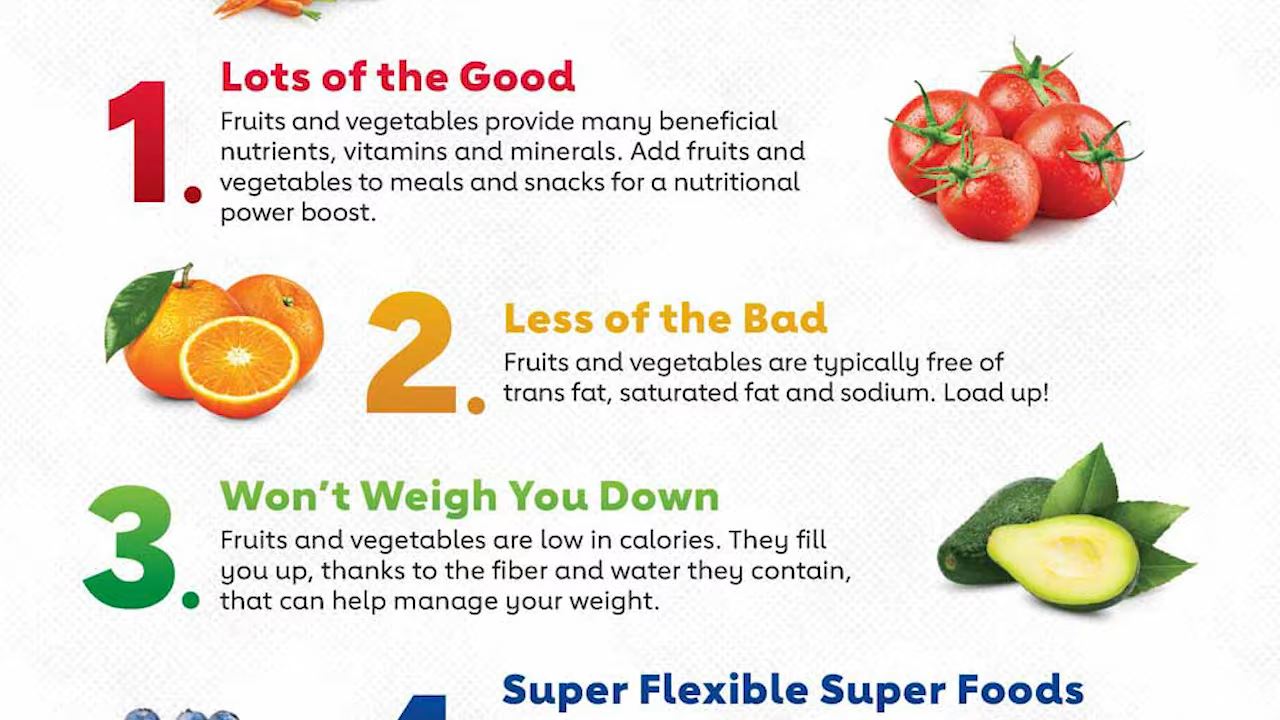 1.
Lots of the Good
Fruits and vegetables provide many beneficial
nutrients, vitamins and minerals. Add fruits and
vegetables to meals and snacks for a nutritional
power boost.
2.
Less of the Bad
Fruits and vegetables are typically free of
trans fat, saturated fat and sodium. Load up!
3.
Won't Weigh You Down
Fruits and vegetables are low in calories. They fill
you up, thanks to the fiber and water they contain,
that can help manage your weight.
Super Flexible Super Foods